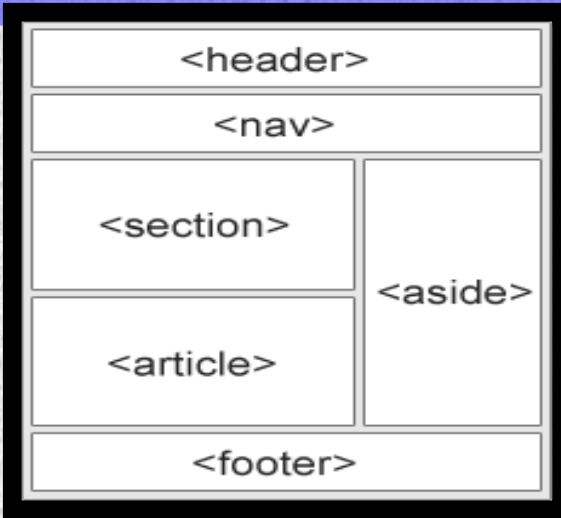 <header>
<nav>
<section>
<article>
<aside>
<footer>